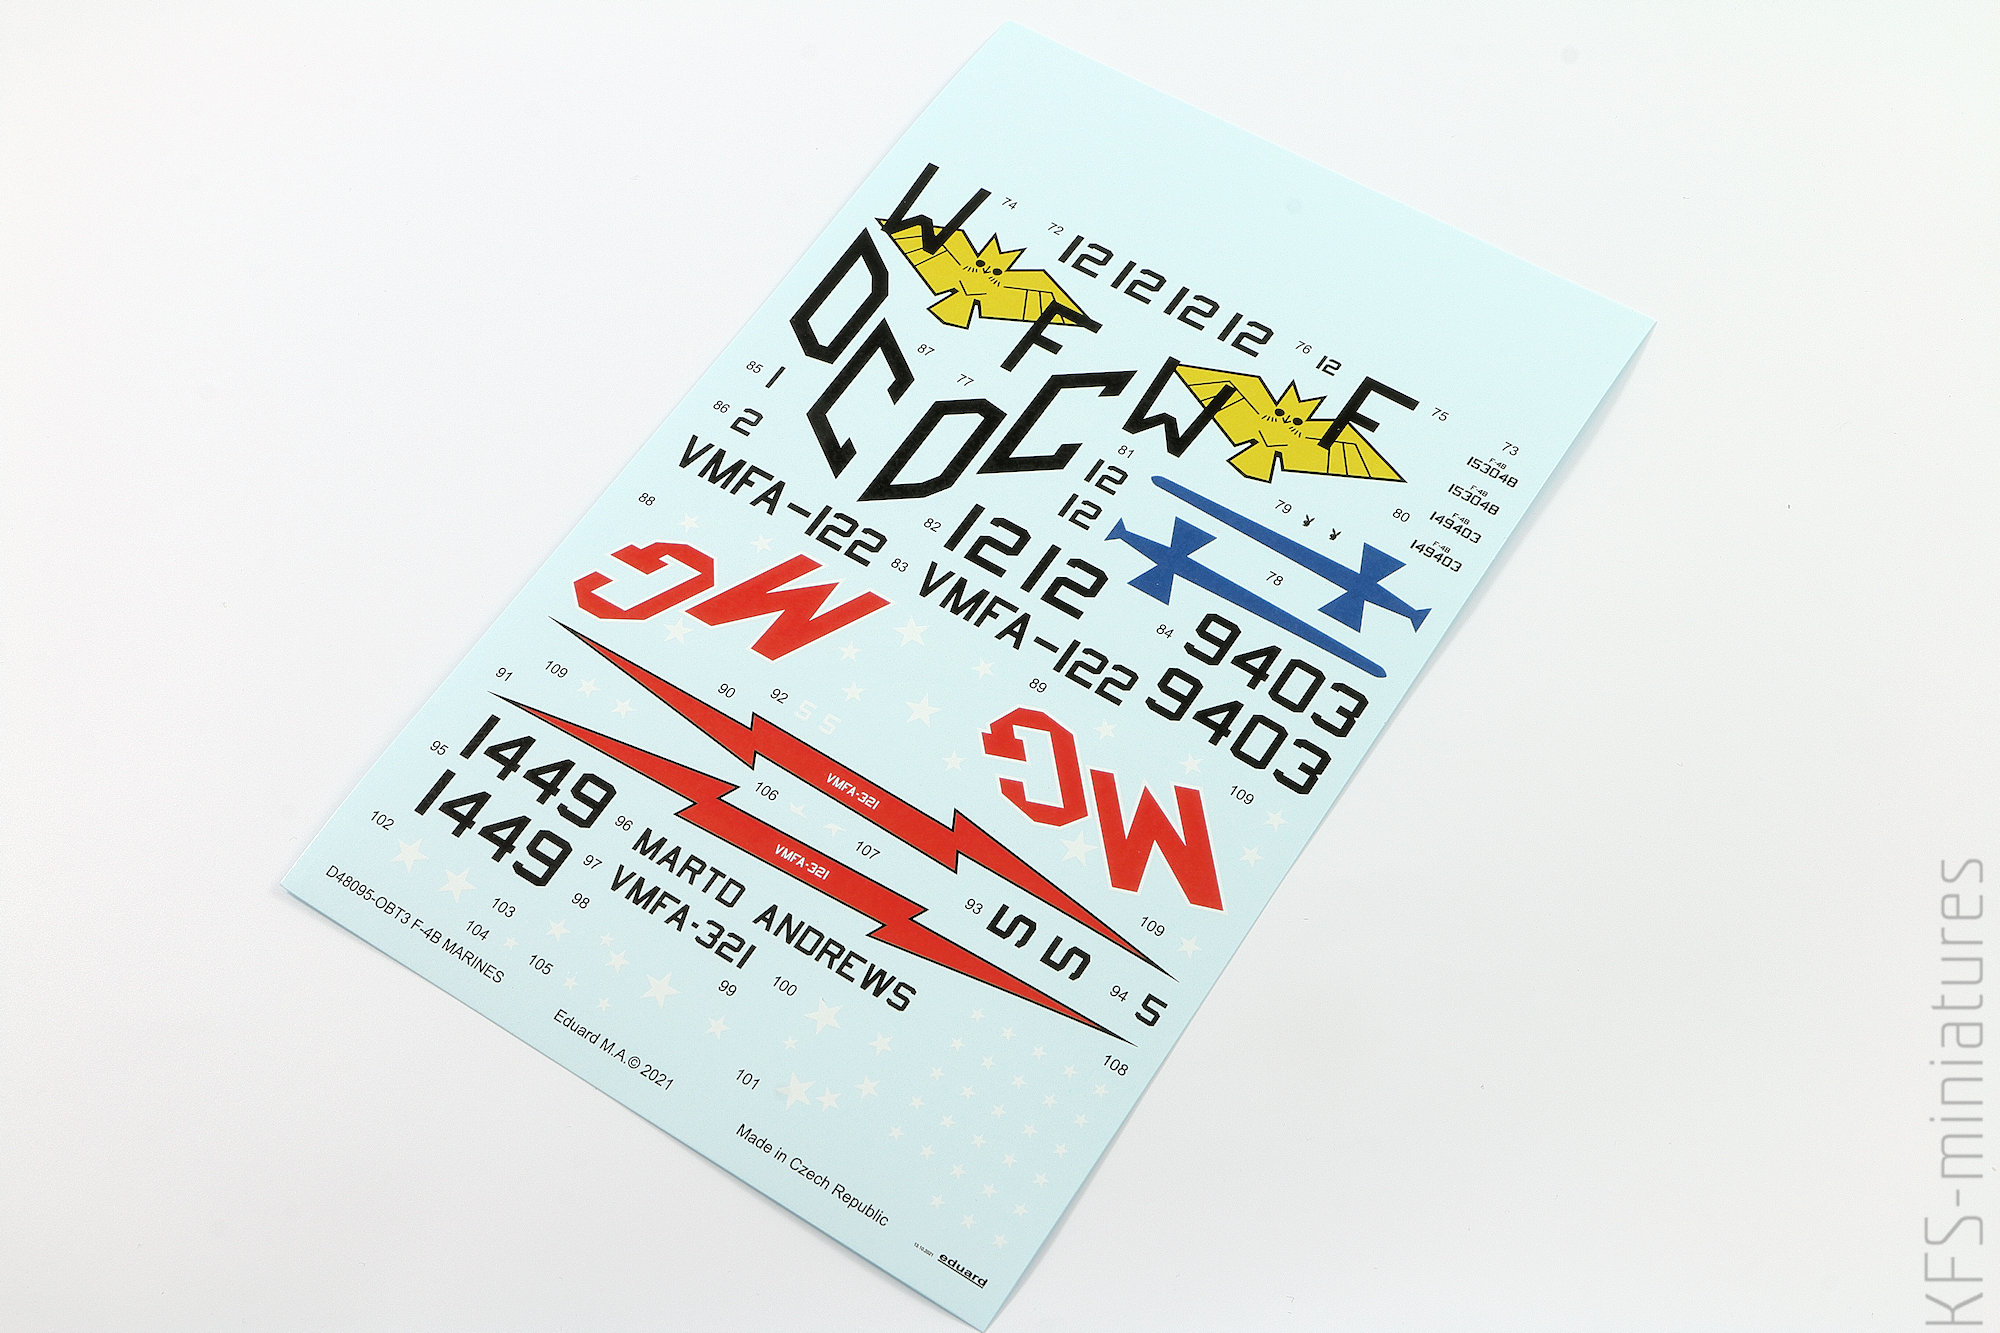 W F
74
72
12 12 12 12
76
12
W F
75
73
F-4B
153048
F-4B
153048
F-4B
149403
F-4B
149403
80
79
78
81
12
12
DC
87
77
DC
85
1
86
2
VMFA-122
82
12 12
83
VMFA-122
84
9403
9403
88
MG
89
MG
109
91
109
90
92
5 5
VMFA-321
VMFA-321
106
107
109
95
1449
1449
96
MARTO ANDREWS
97
VMFA-321
98
93
5 5
109
94
5
108
102
103
104
105
99
100
101
D48095-OBT3 F-4B MARINES
Eduard M.A.© 2021
Made in Czech Republic
eduard
KFS-miniatures